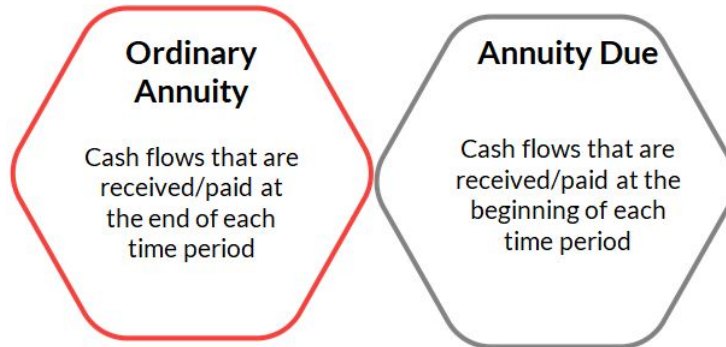 Ordinary
Annuity
Cash flows that are
received/paid at
the end of each
time period
Annuity Due
Cash flows that are
received/paid at the
beginning of each
time period